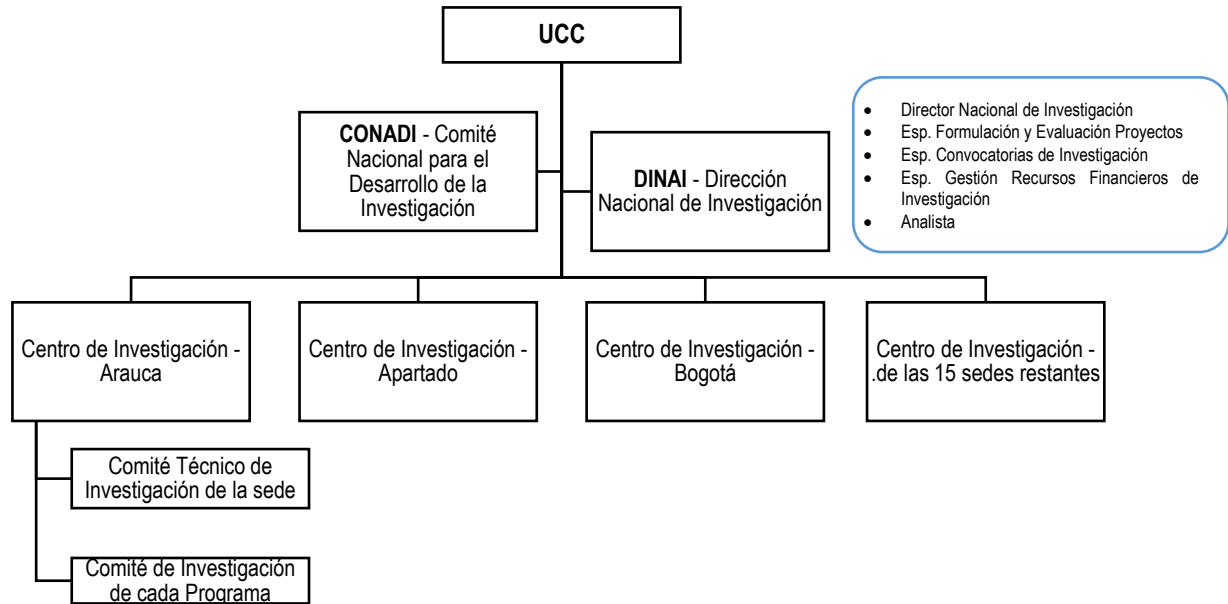 UCC
CONADI - Comité
Nacional para el
Desarrollo de la
Investigación
DINAI - Dirección
Nacional de Investigación
• Director Nacional de Investigación
• Esp. Formulación y Evaluación Proyectos
• Esp. Convocatorias de Investigación
• Esp. Gestión Recursos Financieros de
Investigación
• Analista
Centro de Investigación -
Arauca
Centro de Investigación -
Apartado
Centro de Investigación -
Bogotá
Centro de Investigación -
.de las 15 sedes restantes
Comité Técnico de
Investigación de la sede
Comité de Investigación
de cada Programa